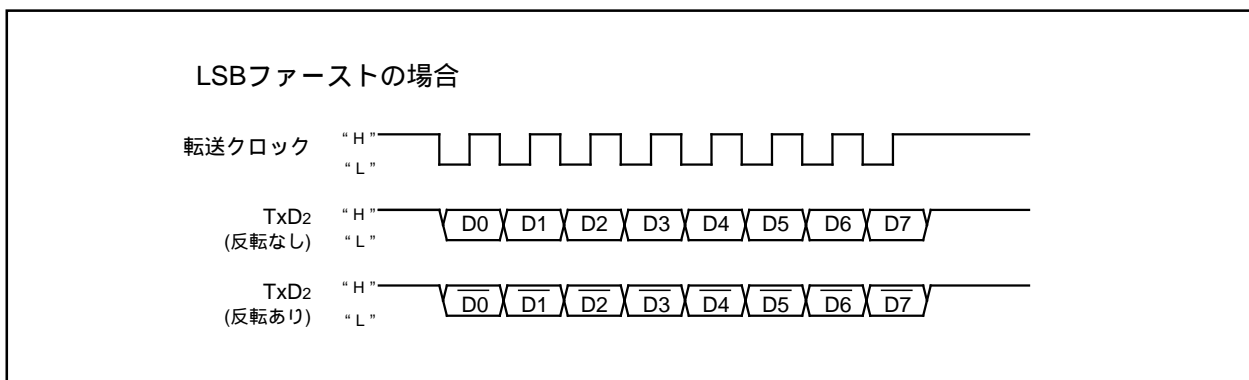 LSBファーストの場合
転送クロック “ H ”
“ L ”
TxD2 “ H ”
(反転なし) “ L ”
D0 D1 D2 D3 D4 D5 D6 D7
TxD2 “ H ”
(反転あり) “ L ”
D0 D1 D2 D3 D4 D5 D6 D7